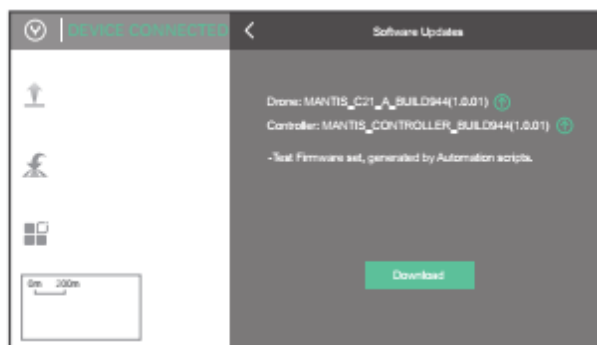 DEVICE CONNECTED
Software Updates
Drone: MANTIS_C21_A_BUILD944(1.0.01)
Controller: MANTIS_CONTROLLER_BUILD944(1.0.01)
-Test Firmware set, generated by Automation scripts.
Download
0m 200m